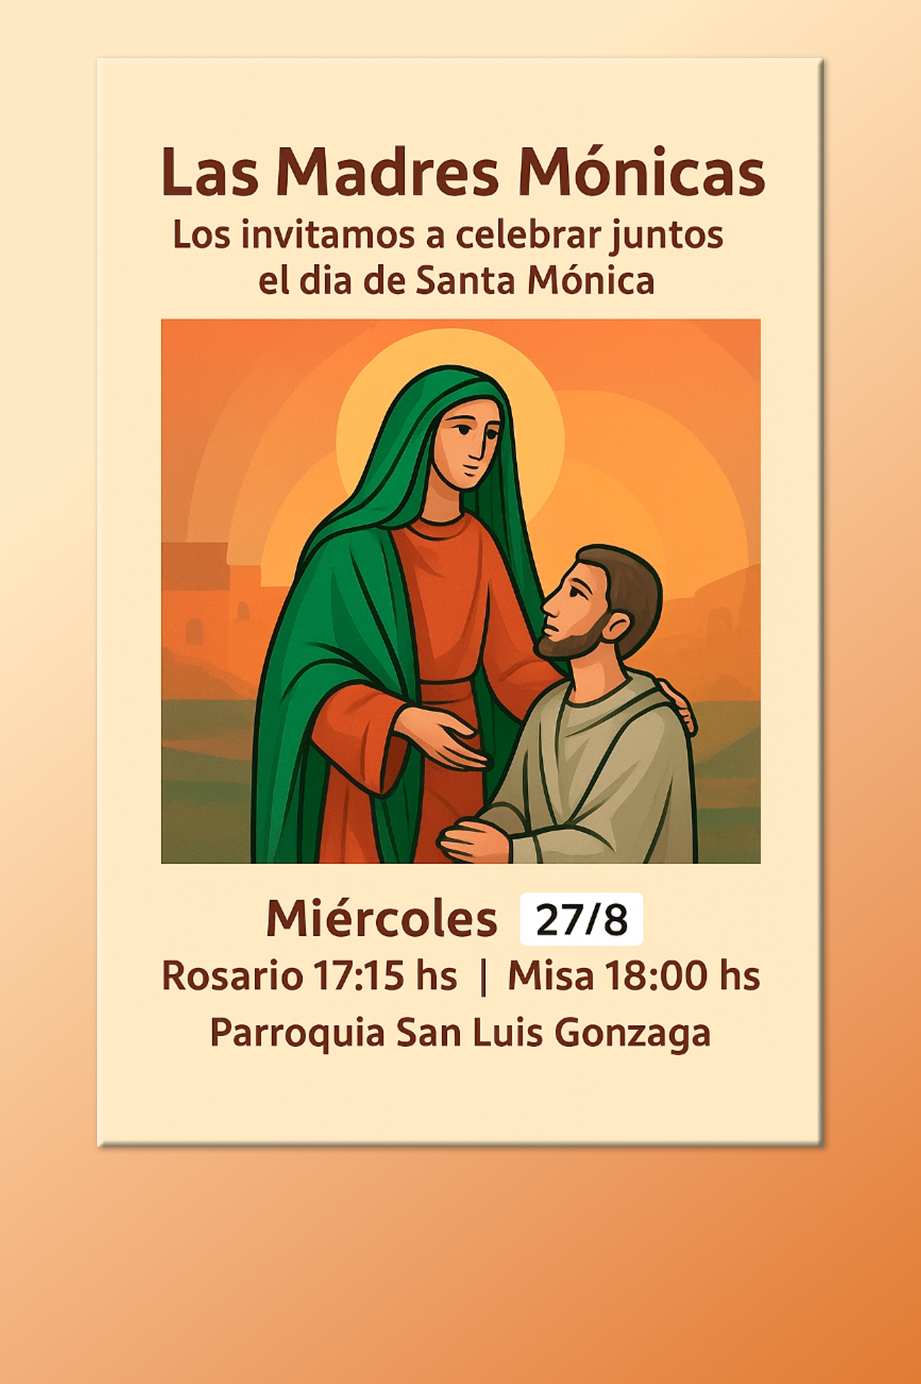 Las Madres Mónicas
Los invitamos a celebrar juntos
el dia de Santa Mónica
Miércoles 27/8
Rosario 17:15 hs | Misa 18:00 hs
Parroquia San Luis Gonzaga